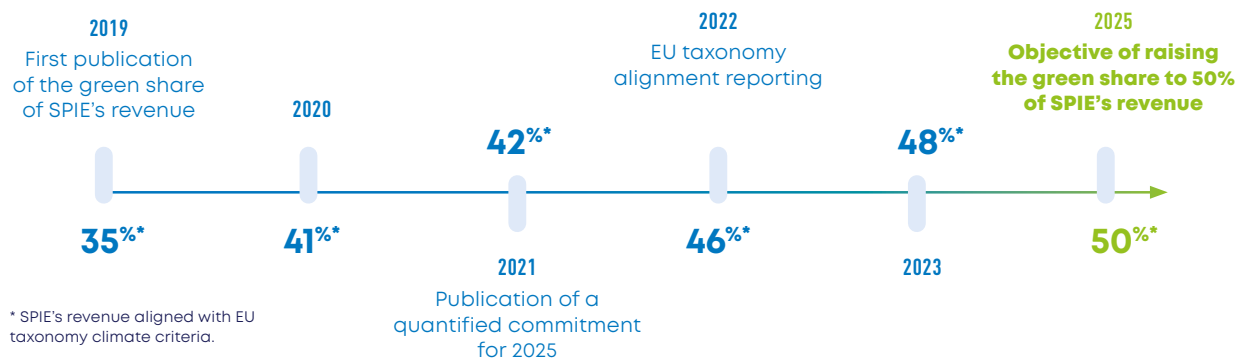 2019
First publication
of the green share
of SPIE's revenue
35%*
2020
41%*
42%*
2021
Publication of a
quantified commitment
for 2025
2022
EU taxonomy
alignment reporting
46%*
48%*
2023
2025
Objective of raising
the green share to 50%
of SPIE's revenue
50%*
* SPIE's revenue aligned with EU
taxonomy climate criteria.